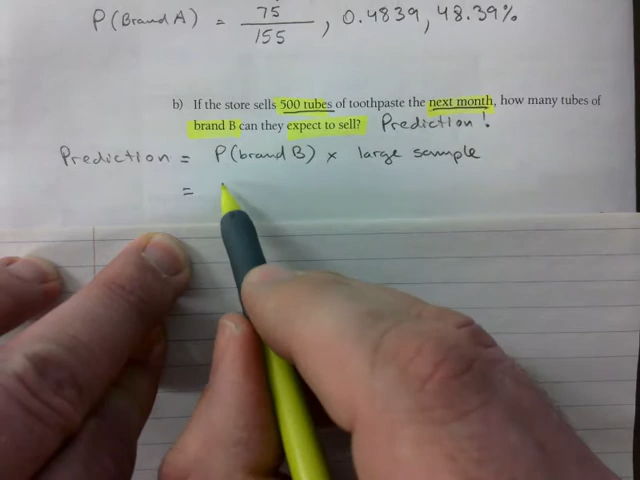 P(Brand A) = 75/155, 0.4839, 48.39%
b) If the store sells 500 tubes of toothpaste the next month, how many tubes of
brand B can they expect to sell? Prediction!
Prediction = P(brand B) × large sample
=